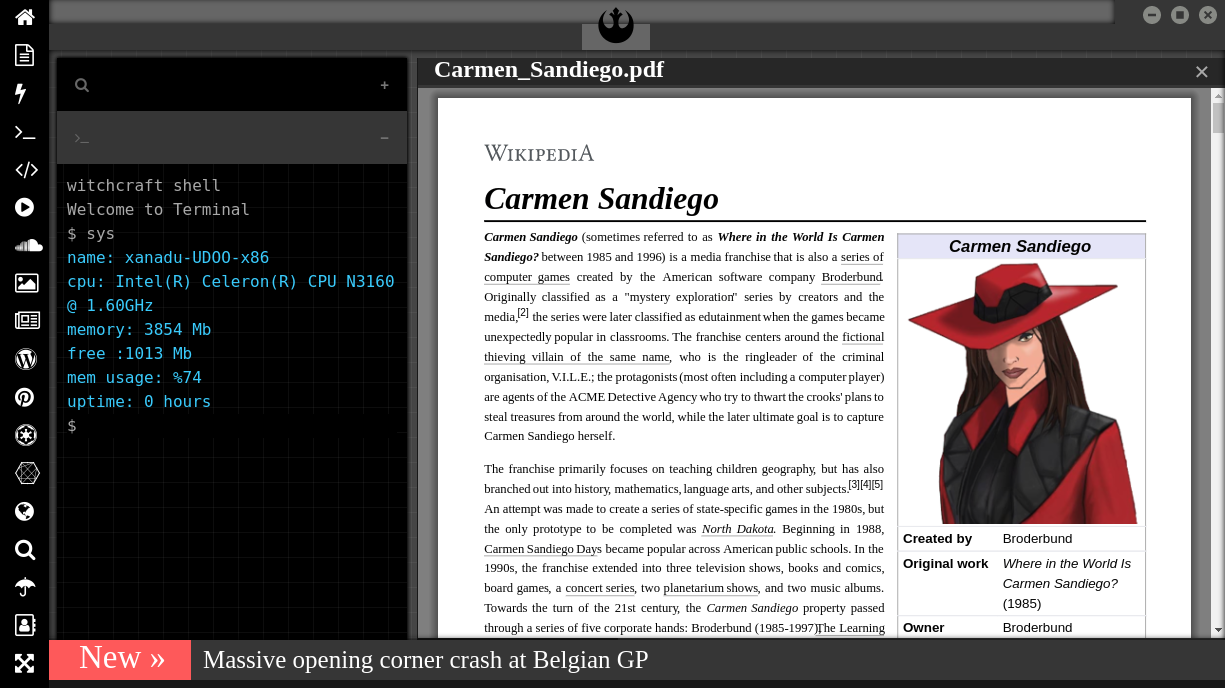 Carmen_Sandiego.pdf
witchcraft shell
Welcome to Terminal
$ sys
name: xanadu-UDOO-x86
cpu: Intel(R) Celeron(R) CPU N3160
@ 1.60GHz
memory: 3854 Mb
free :1013 Mb
mem usage: %74
uptime: 0 hours
$
WIKIPEDIA
Carmen Sandiego
Carmen Sandiego (sometimes referred to as Where in the World Is Carmen
Sandiego? between 1985 and 1996) is a media franchise that is also a series of
computer games created by the American software company Broderbund.
Originally classified as a "mystery exploration" series by creators and the
media,[2] the series were later classified as edutainment when the games became
unexpectedly popular in classrooms. The franchise centers around the fictional
thieving villain of the same name, who is the ringleader of the criminal
organisation, V.I.L.E.; the protagonists (most often including a computer player)
are agents of the ACME Detective Agency who try to thwart the crooks' plans to
steal treasures from around the world, while the later ultimate goal is to capture
Carmen Sandiego herself.
The franchise primarily focuses on teaching children geography, but has also
branched out into history, mathematics, language arts, and other subjects.[3][4][5]
An attempt was made to create a series of state-specific games in the 1980s, but
the only prototype to be completed was North Dakota. Beginning in 1988,
Carmen Sandiego Days became popular across American public schools. In the
1990s, the franchise extended into three television shows, books and comics,
board games, a concert series, two planetarium shows, and two music albums.
Towards the turn of the 21st century, the Carmen Sandiego property passed
through a series of five corporate hands: Broderbund (1985-1997), The Learning
Carmen Sandiego
Created by Broderbund
Original work Where in the World Is
Carmen Sandiego?
(1985)
Owner Broderbund
New » Massive opening corner crash at Belgian GP